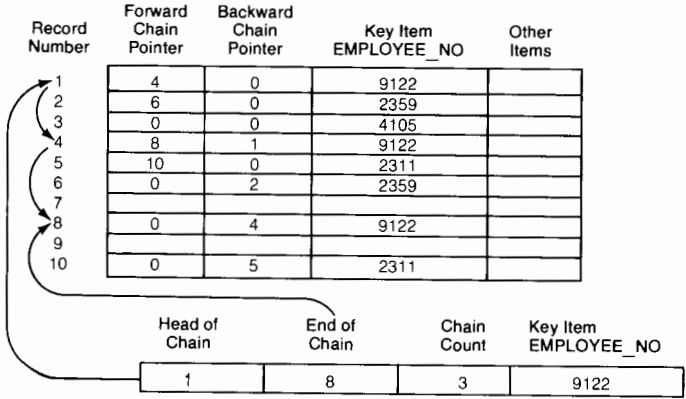 Record Number Forward Chain Pointer Backward Chain Pointer Key Item EMPLOYEE_NO Other Items
1 4 0 9122
2 6 0 2359
3 0 0 4105
4 8 1 9122
5 10 0 2311
6 0 2 2359
7
8 0 4 9122
9
10 0 5 2311
Head of Chain End of Chain Chain Count Key Item EMPLOYEE_NO
1 8 3 9122